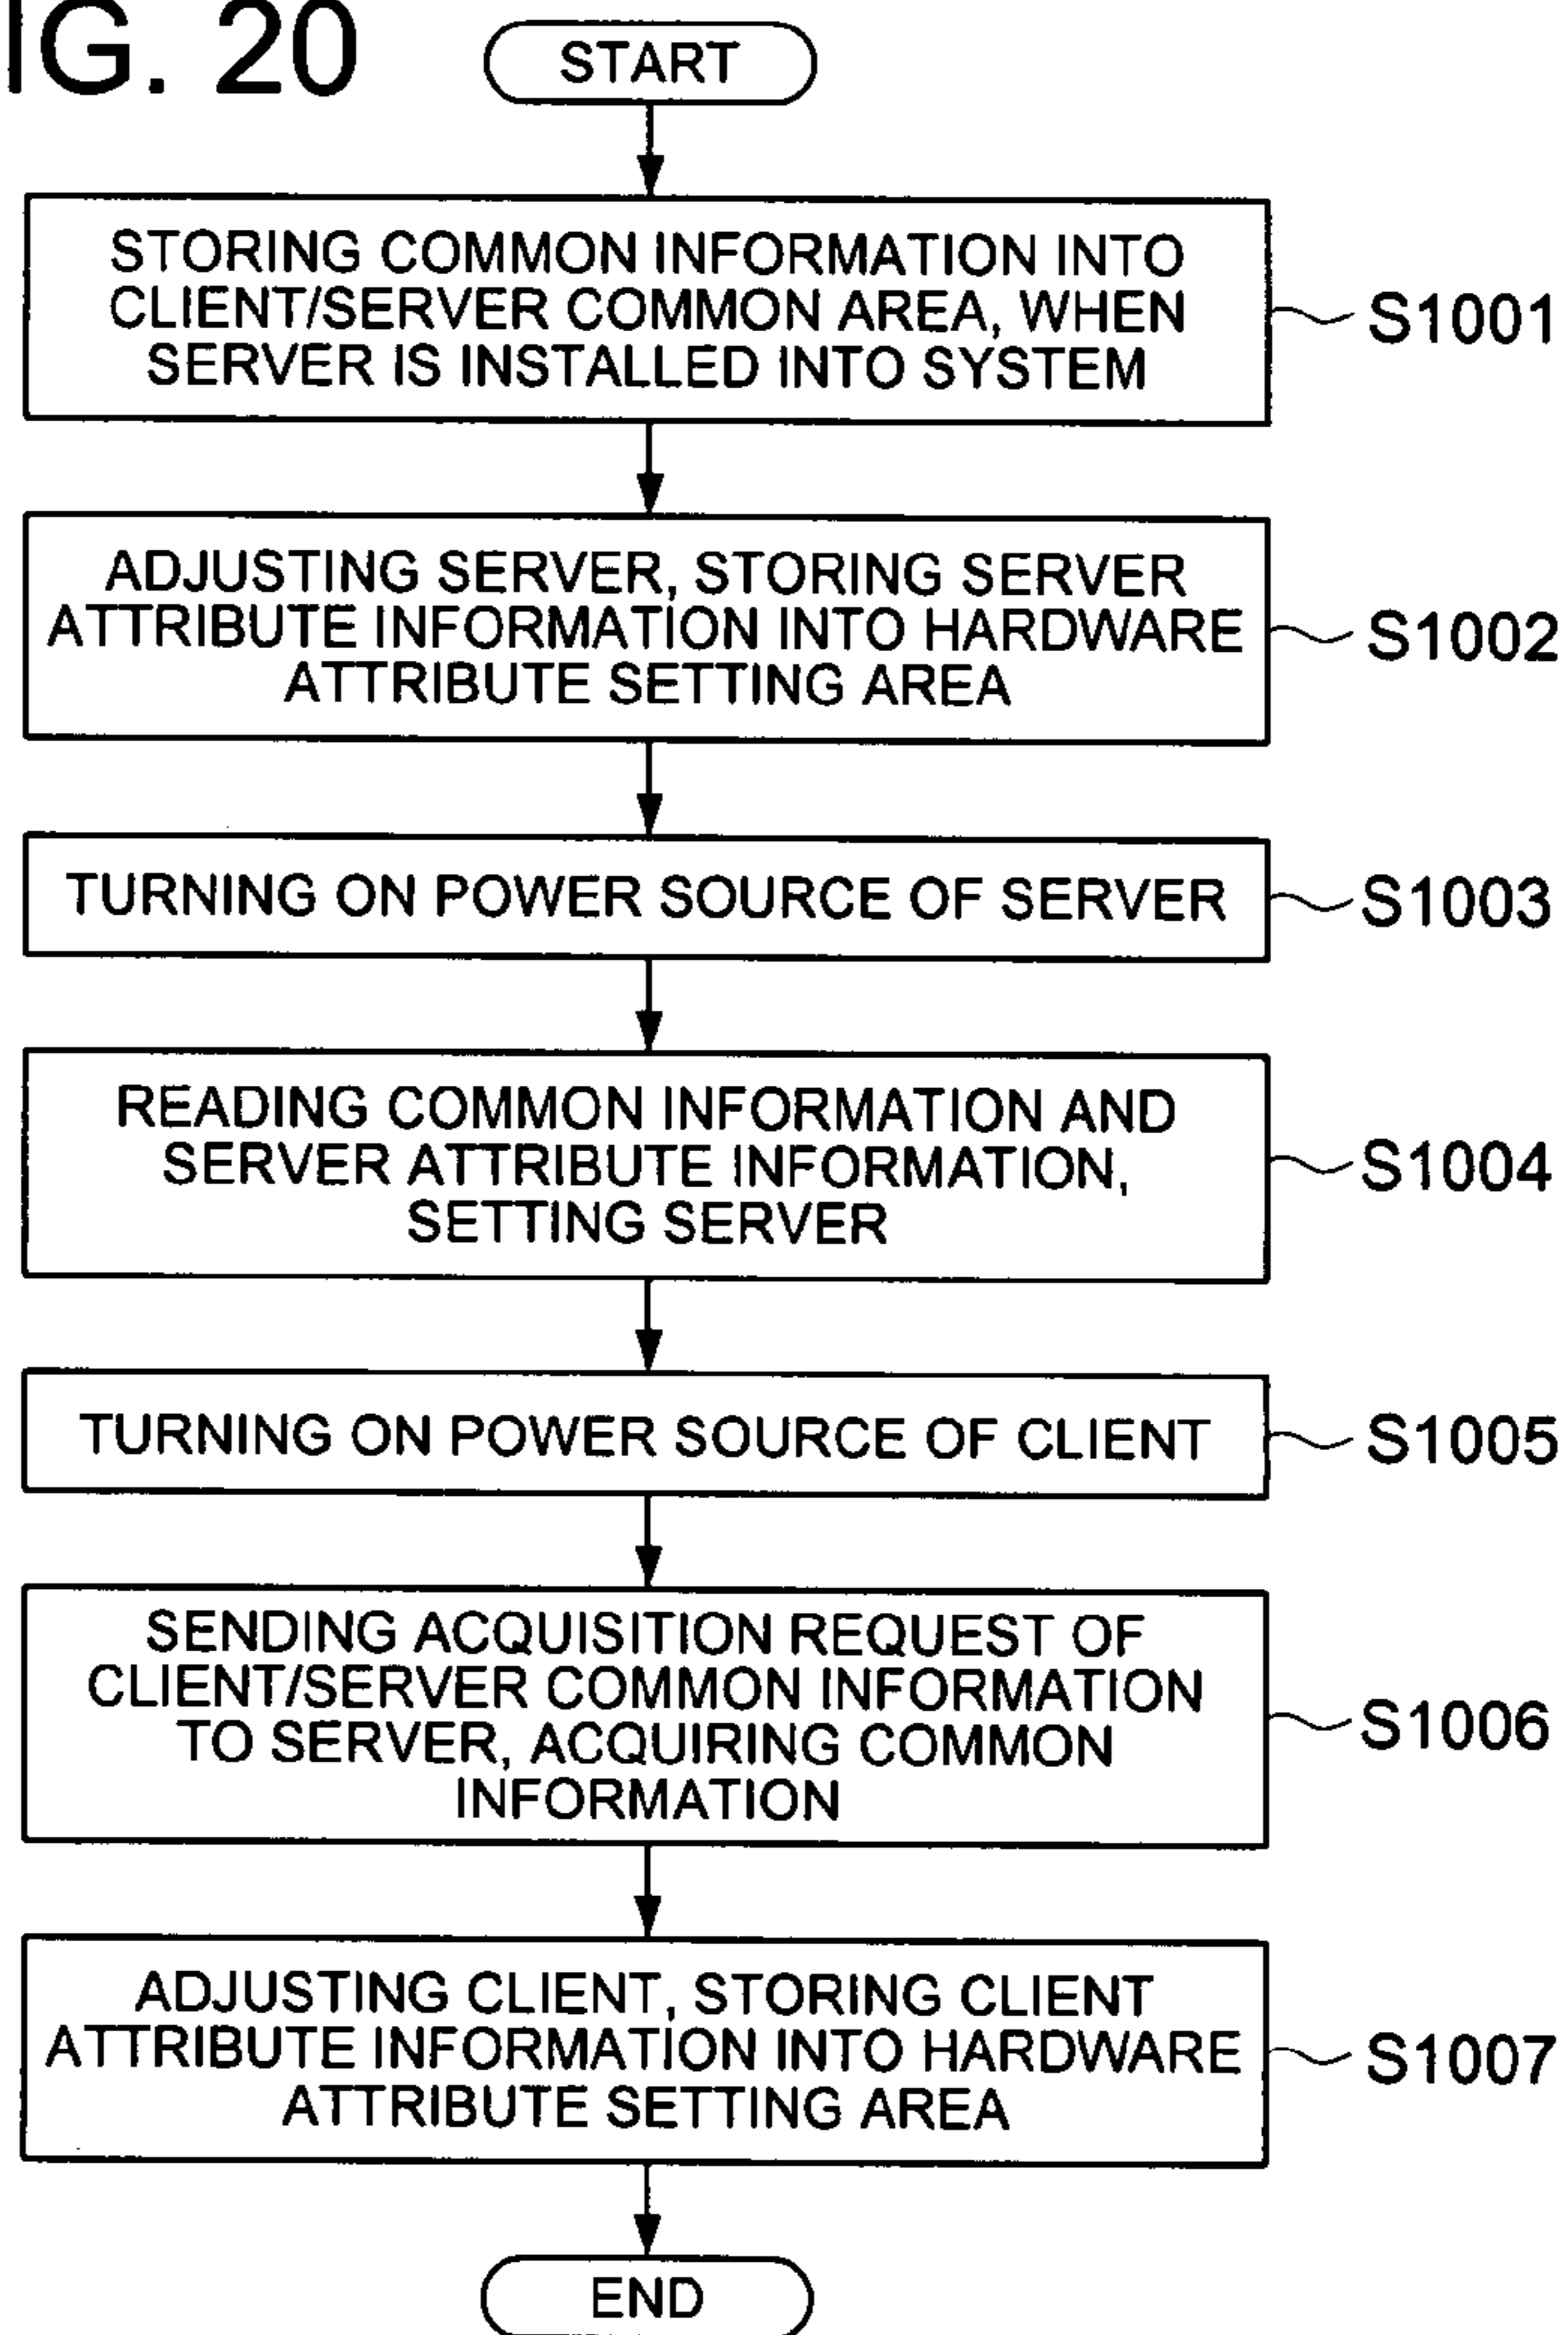 IG. 20
START
STORING COMMON INFORMATION INTO
CLIENT/SERVER COMMON AREA, WHEN
SERVER IS INSTALLED INTO SYSTEM
S1001
ADJUSTING SERVER, STORING SERVER
ATTRIBUTE INFORMATION INTO HARDWARE
ATTRIBUTE SETTING AREA
S1002
TURNING ON POWER SOURCE OF SERVER
S1003
READING COMMON INFORMATION AND
SERVER ATTRIBUTE INFORMATION,
SETTING SERVER
S1004
TURNING ON POWER SOURCE OF CLIENT
S1005
SENDING ACQUISITION REQUEST OF
CLIENT/SERVER COMMON INFORMATION
TO SERVER, ACQUIRING COMMON
INFORMATION
S1006
ADJUSTING CLIENT, STORING CLIENT
ATTRIBUTE INFORMATION INTO HARDWARE
ATTRIBUTE SETTING AREA
S1007
END